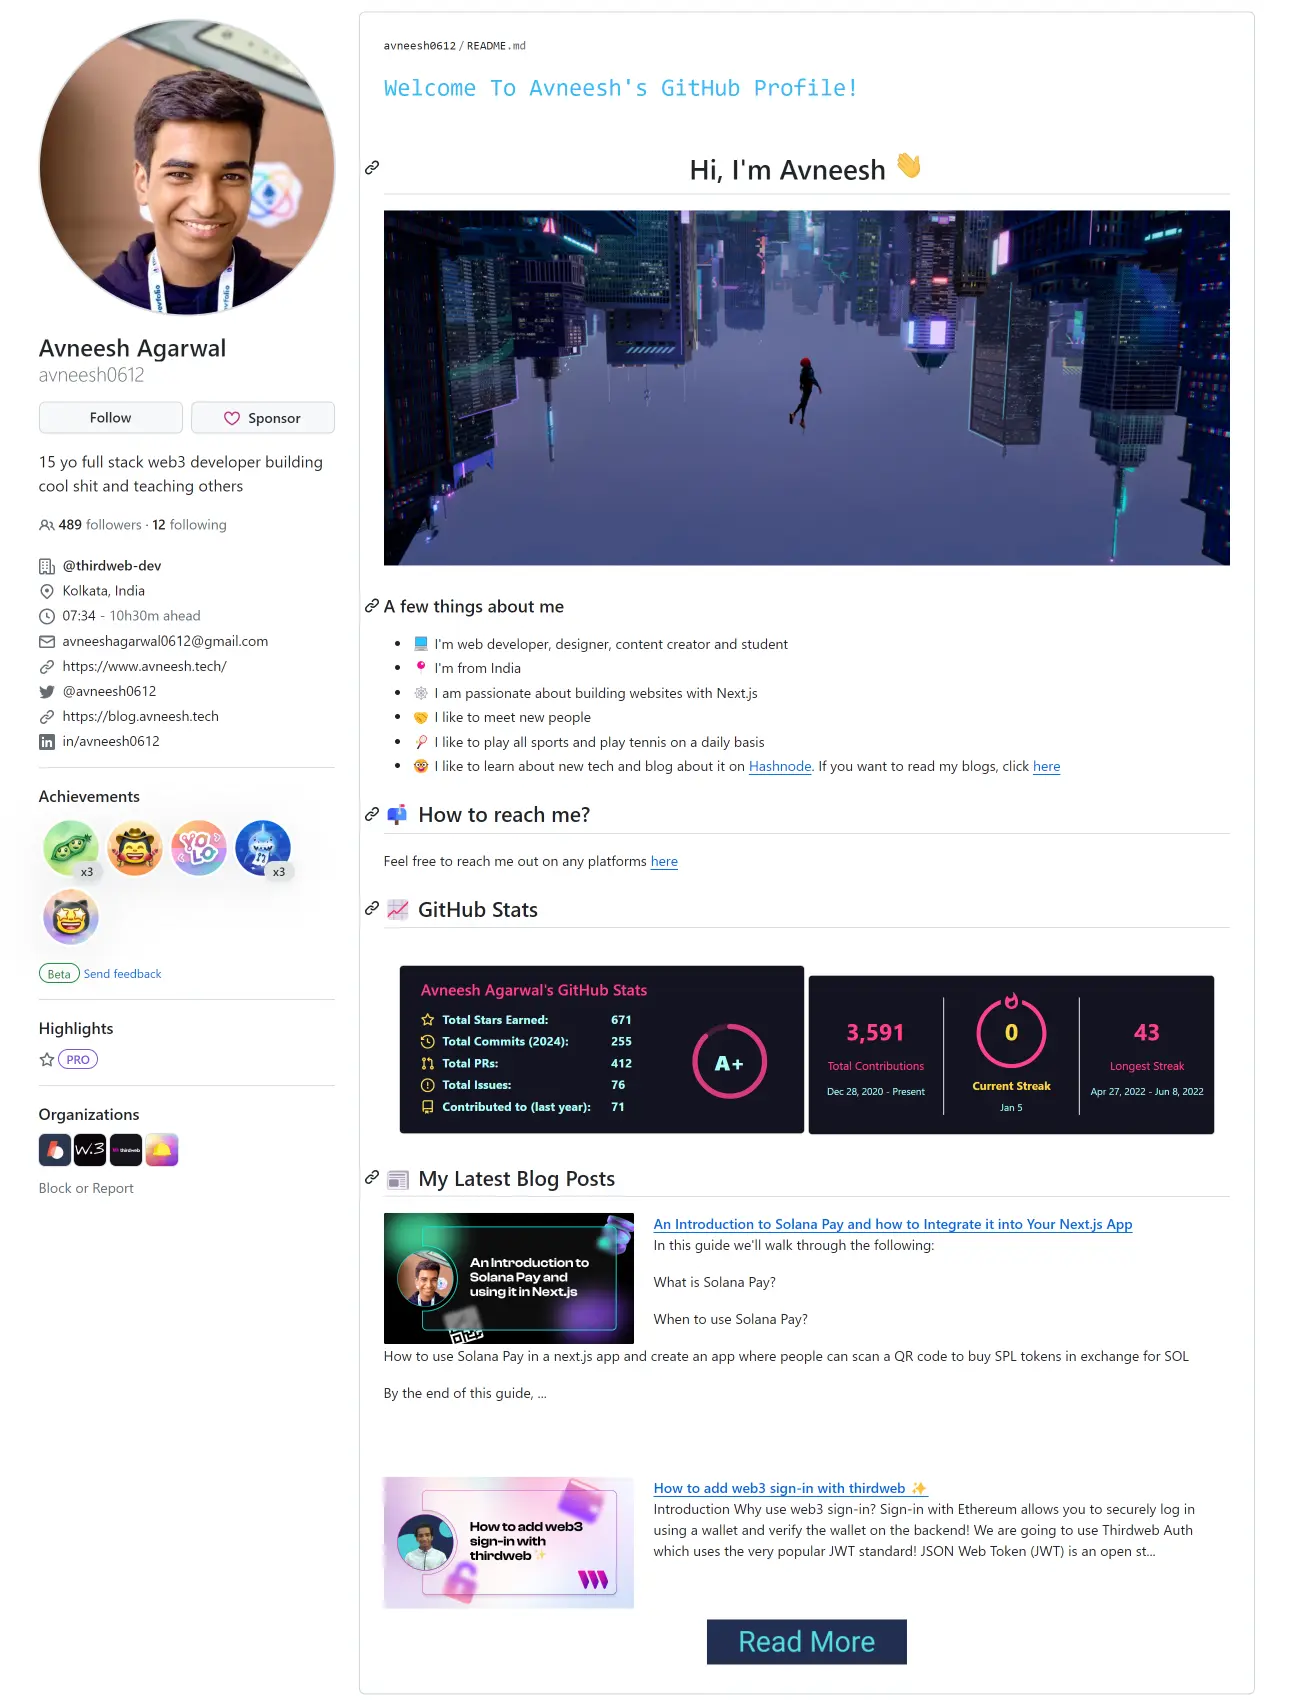 Avneesh Agarwal
avneesh0612
Follow
Sponsor
15 yo full stack web3 developer building
cool shit and teaching others
489 followers · 12 following
@thirdweb-dev
Kolkata, India
07:34 - 10h30m ahead
avneeshagarwal0612@gmail.com
https://www.avneesh.tech/
@avneesh0612
https://blog.avneesh.tech
in/avneesh0612
Achievements
x3
YOLO
x3
Beta Send feedback
Highlights
PRO
Organizations
W.3
thirdweb
Block or Report
avneesh0612/README.md
Welcome To Avneesh's GitHub Profile!
Hi, I'm Avneesh 👋
A few things about me
💻 I'm web developer, designer, content creator and student
📍 I'm from India
⚛ I am passionate about building websites with Next.js
🤝 I like to meet new people
🎾 I like to play all sports and play tennis on a daily basis
🤓 I like to learn about new tech and blog about it on Hashnode. If you want to read my blogs, click here
📫 How to reach me?
Feel free to reach me out on any platforms here
📈 GitHub Stats
Avneesh Agarwal's GitHub Stats
Total Stars Earned: 671
Total Commits (2024): 255
Total PRs: 412
Total Issues: 76
Contributed to (last year): 71
A+
3,591
Total Contributions
Dec 28, 2020 - Present
0
Current Streak
Jan 5
43
Longest Streak
Apr 27, 2022 - Jun 8, 2022
📰 My Latest Blog Posts
An Introduction to
Solana Pay and
using it in Next.js
An Introduction to Solana Pay and how to Integrate it into Your Next.js App
In this guide we'll walk through the following:
What is Solana Pay?
When to use Solana Pay?
How to use Solana Pay in a next.js app and create an app where people can scan a QR code to buy SPL tokens in exchange for SOL
By the end of this guide, ...
How to add web3
sign-in with
thirdweb ✨
How to add web3 sign-in with thirdweb ✨
Introduction Why use web3 sign-in? Sign-in with Ethereum allows you to securely log in
using a wallet and verify the wallet on the backend! We are going to use Thirdweb Auth
which uses the very popular JWT standard! JSON Web Token (JWT) is an open st...
Read More